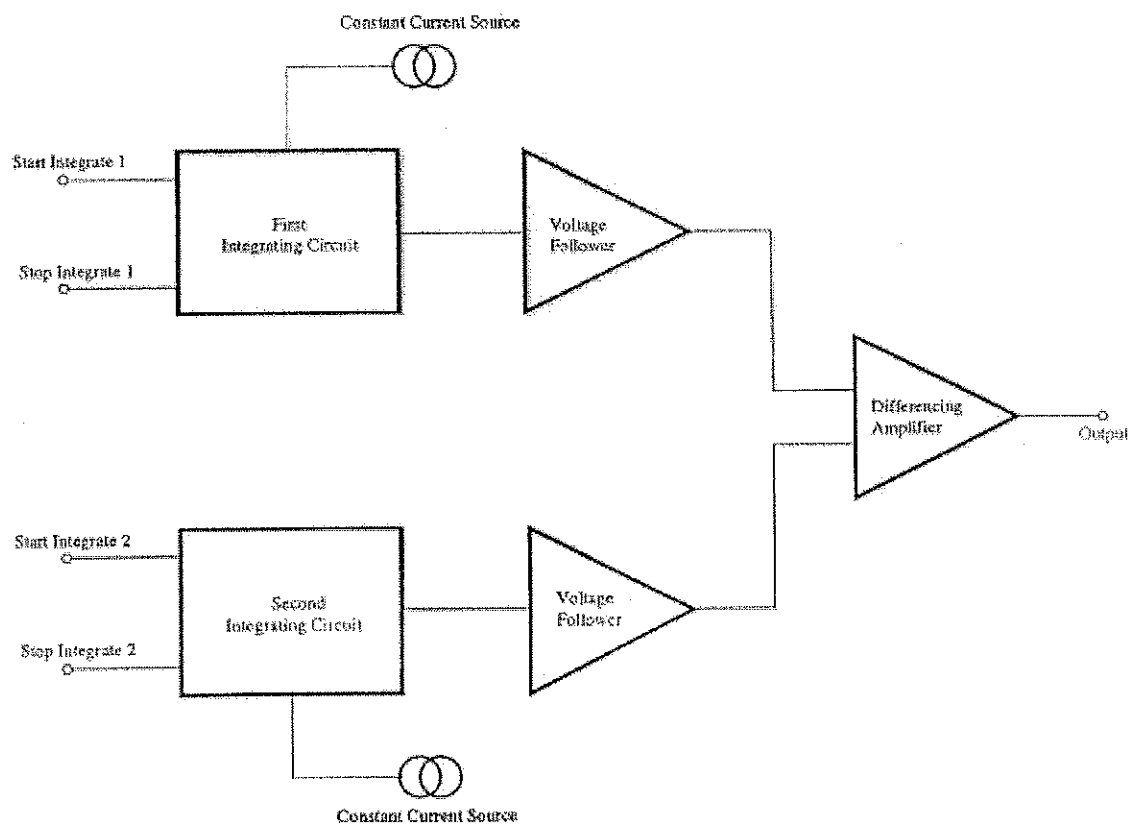 Constant Current Source
Start Integrate 1
First
Integrating Circuit
Stop Integrate 1
Voltage
Follower
Differencing
Amplifier
Output
Start Integrate 2
Second
Integrating Circuit
Stop Integrate 2
Voltage
Follower
Constant Current Source